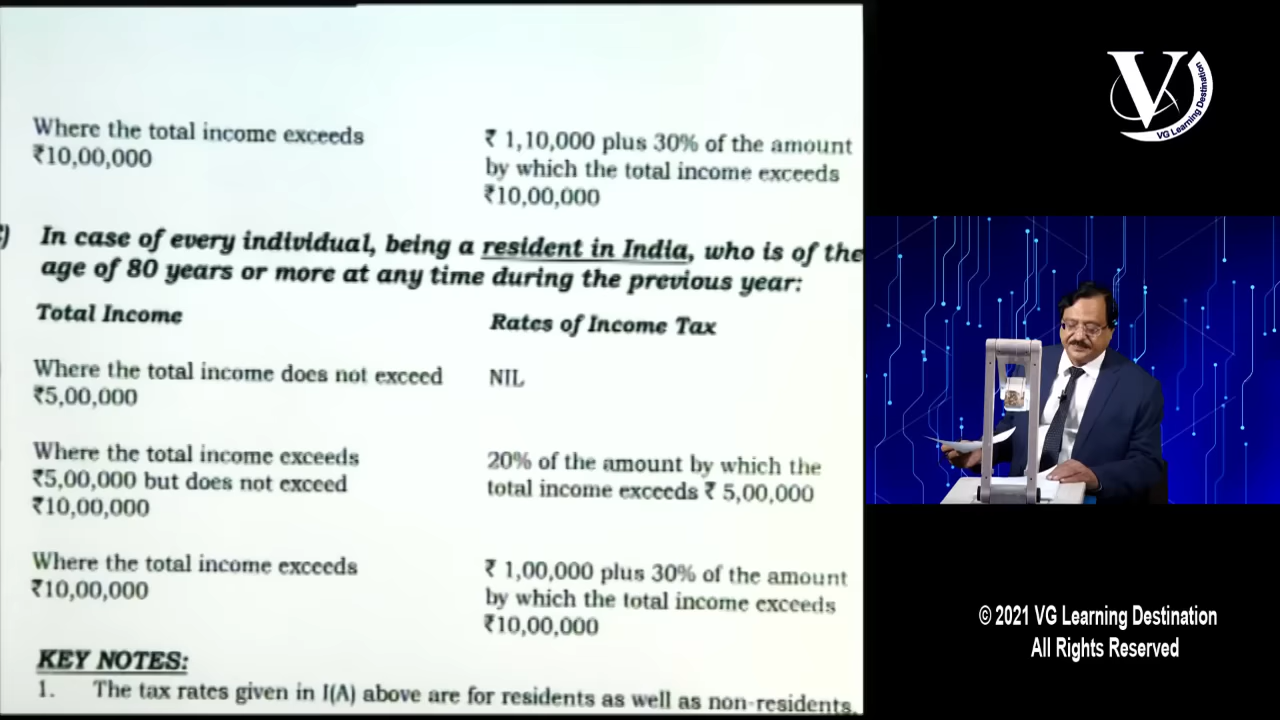 Where the total income exceeds
₹10,00,000
₹ 1,10,000 plus 30% of the amount
by which the total income exceeds
₹10,00,000
In case of every individual, being a resident in India, who is of the
age of 80 years or more at any time during the previous year:
Total Income
Rates of Income Tax
Where the total income does not exceed
₹5,00,000
NIL
Where the total income exceeds
₹5,00,000 but does not exceed
₹10,00,000
20% of the amount by which the
total income exceeds ₹ 5,00,000
Where the total income exceeds
₹10,00,000
₹ 1,00,000 plus 30% of the amount
by which the total income exceeds
₹10,00,000
KEY NOTES:
1. The tax rates given in I(A) above are for residents as well as non-residents.
V
VG Learning Destination
© 2021 VG Learning Destination
All Rights Reserved